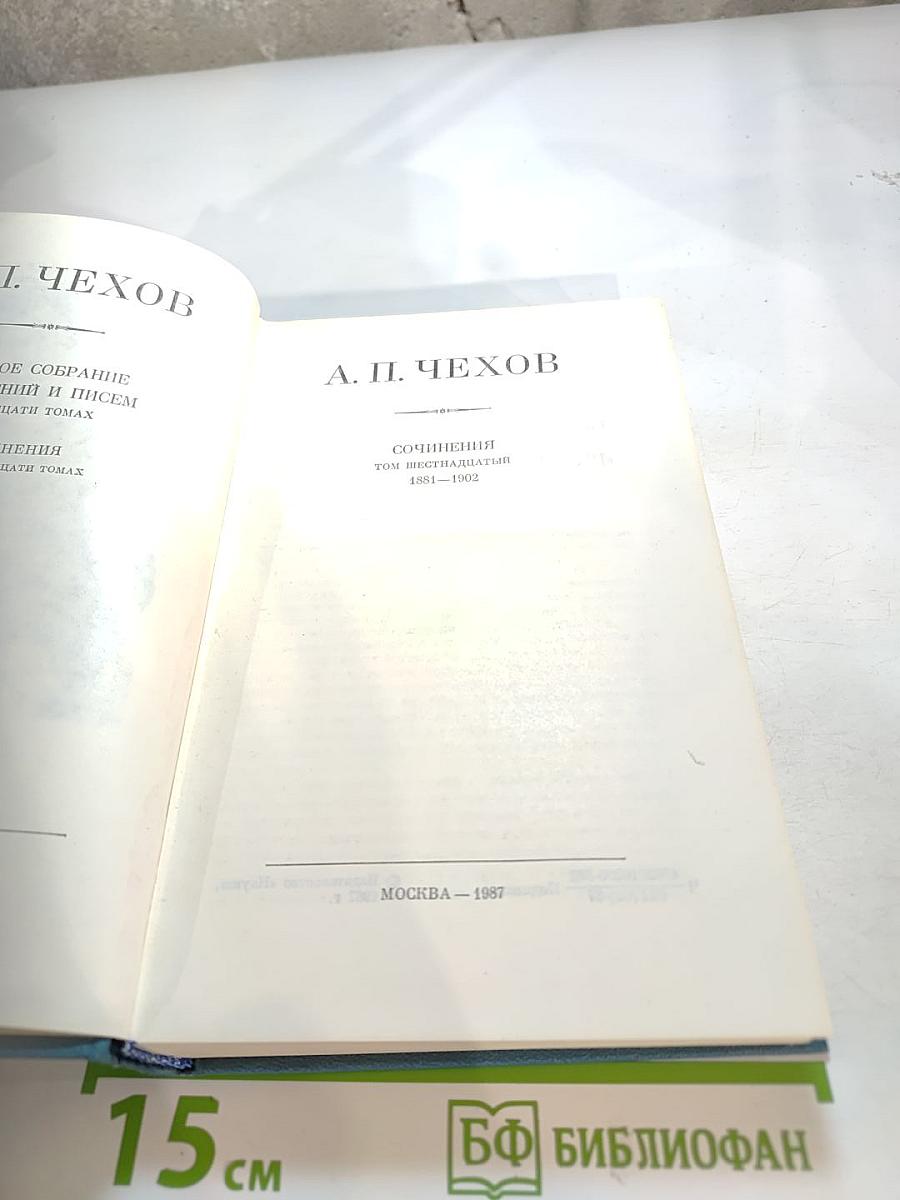 П. ЧЕХОВ
ОЕ СОБРАНИЕ
НИЙ И ПИСЕМ
ЦАТИ ТОМАХ
НЕНИЯ
ЦАТИ ТОМАХ
А. П. ЧЕХОВ
СОЧИНЕНИЯ
ТОМ ШЕСТНАДЦАТЫЙ
1881—1902
МОСКВА — 1987
15 см
БФ БИБЛИОФАН